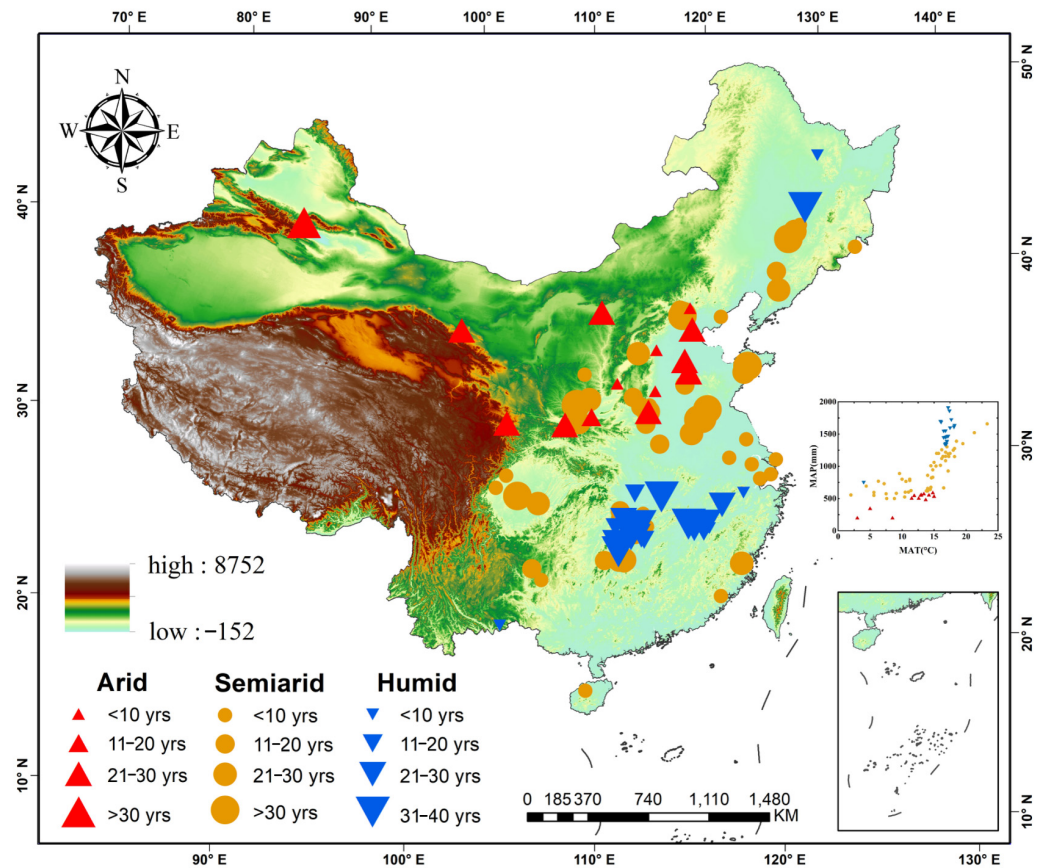 70° E 80° E 90° E 100° E 110° E 120° E 130° E 140° E
50° N
40° N
30° N
20° N
10° N
50° N
40° N
30° N
20° N
10° N
N
W E
S
high : 8752
low : −152
Arid Semiarid Humid
<10 yrs <10 yrs <10 yrs
11−20 yrs 11−20 yrs 11−20 yrs
21−30 yrs 21−30 yrs 21−30 yrs
>30 yrs >30 yrs 31−40 yrs
0 185 370 740 1,110 1,480
KM
MAP(mm)
2000
1500
1000
500
0
0 5 10 15 20 25
MAT(°C)
90° E 100° E 110° E 120° E 130° E